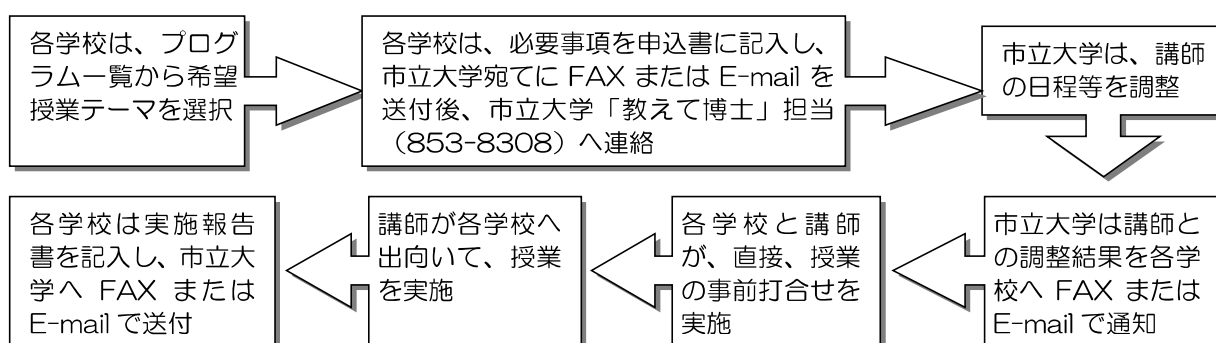 各学校は、プログ
ラム一覧から希望
授業テーマを選択
各学校は、必要事項を申込書に記入し、
市立大学宛てに FAX または E-mail を
送付後、市立大学「教えて博士」担当
（853-8308）へ連絡
市立大学は、講師
の日程等を調整
市立大学は講師と
の調整結果を各学
校へ FAX または
E-mail で通知
各学校と講師
が、直接、授業
の事前打合せを
実施
講師が各学校へ
出向いて、授業
を実施
各学校は実施報告
書を記入し、市立大
学へ FAX または
E-mail で送付